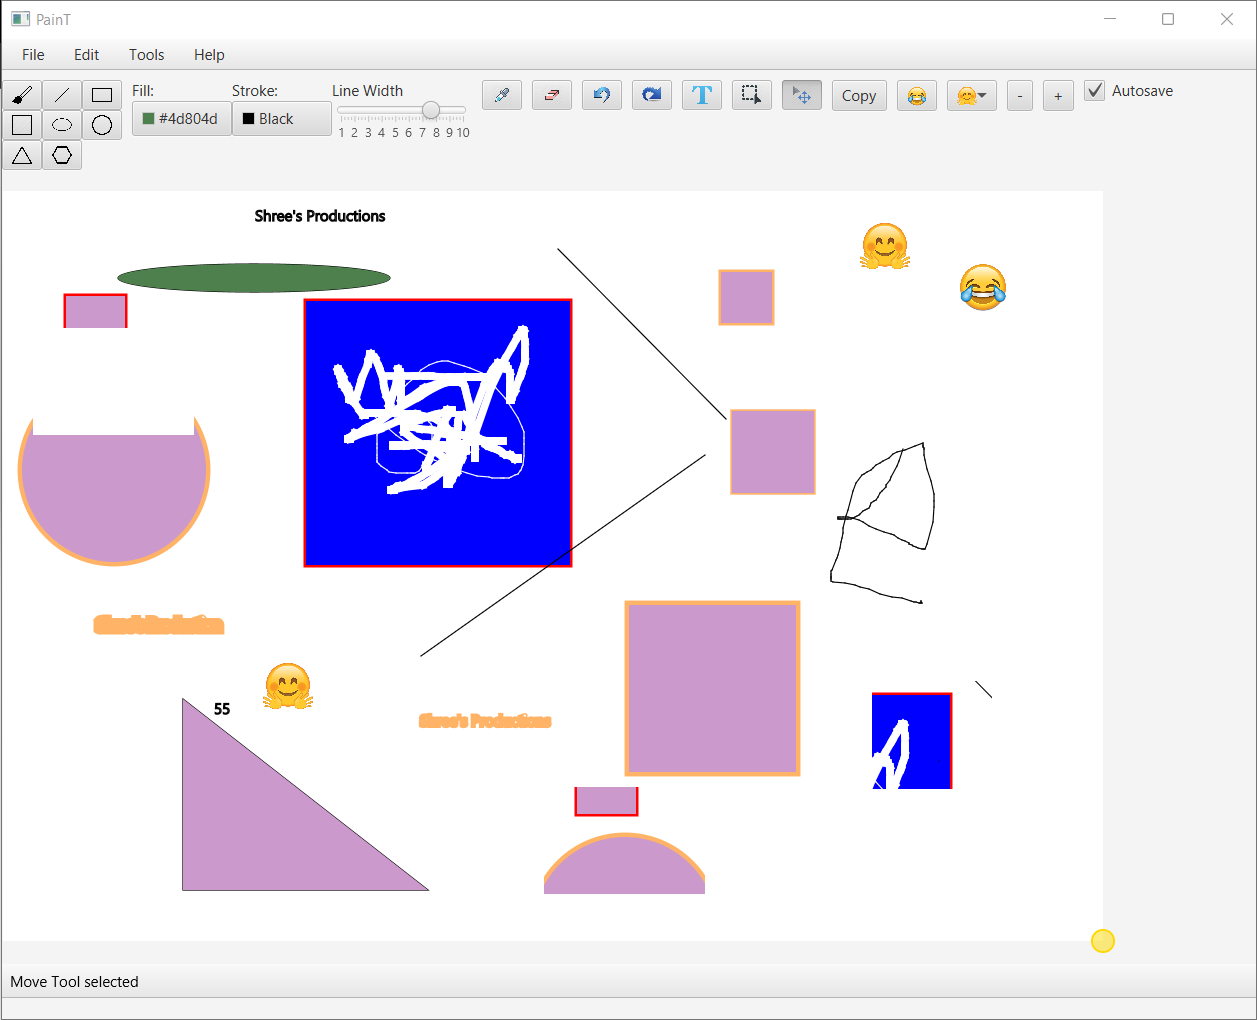 PainT
File Edit Tools Help
Fill: Stroke: Line Width
#4d804d Black
Copy - + Autosave
1 2 3 4 5 6 7 8 9 10
Shree's Productions
55
Shree's Productions
Move Tool selected